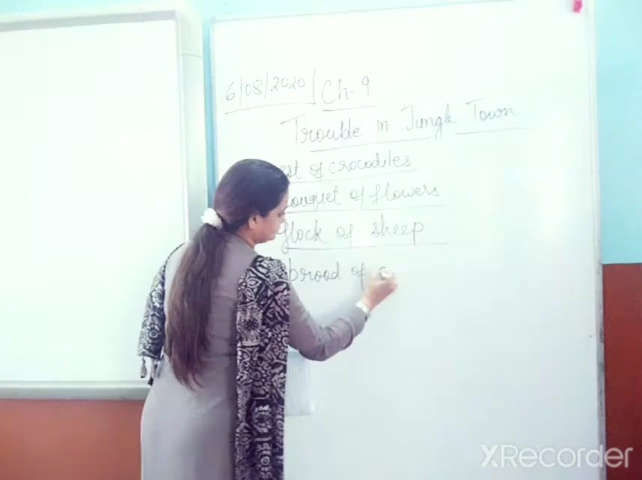 6/08/2020 Ch. 9
Trouble in Jungle Town
of crocodiles
ouquet of flowers
flock of sheep
brood of
XRecorder